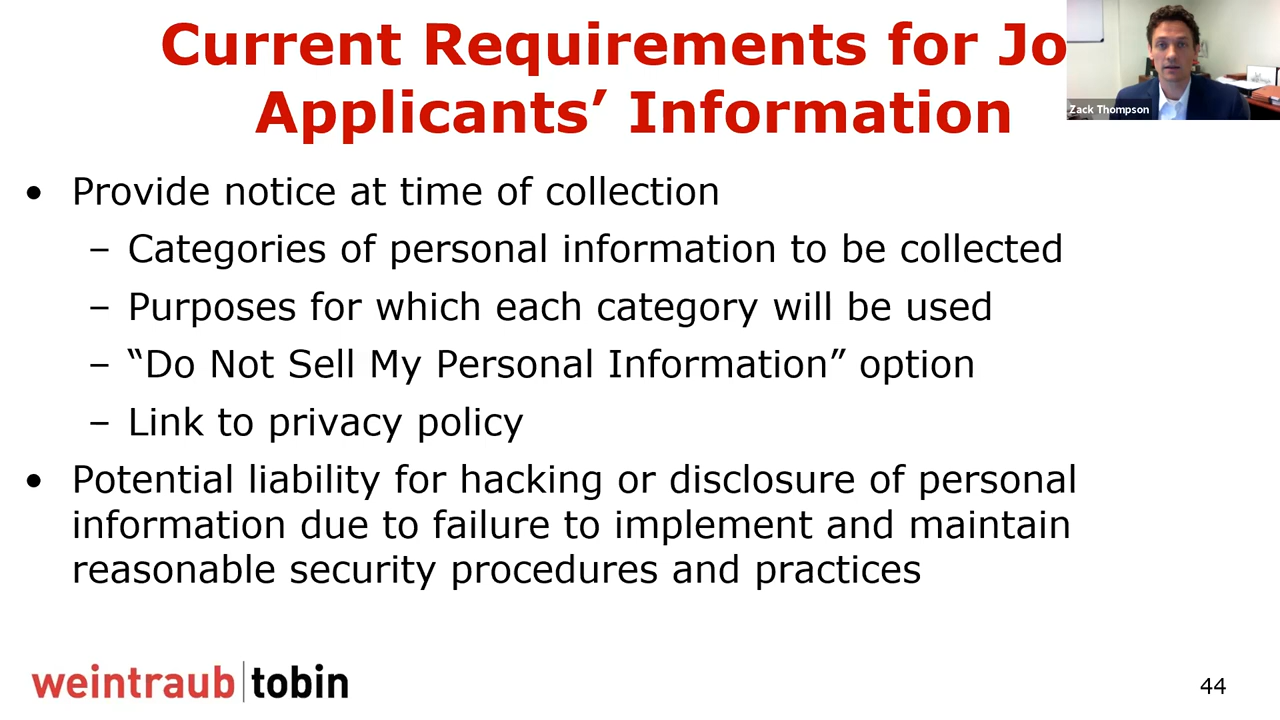 Current Requirements for Jo
Applicants’ Information
Zack Thompson
• Provide notice at time of collection
– Categories of personal information to be collected
– Purposes for which each category will be used
– “Do Not Sell My Personal Information” option
– Link to privacy policy
• Potential liability for hacking or disclosure of personal
information due to failure to implement and maintain
reasonable security procedures and practices
weintraub|tobin
44